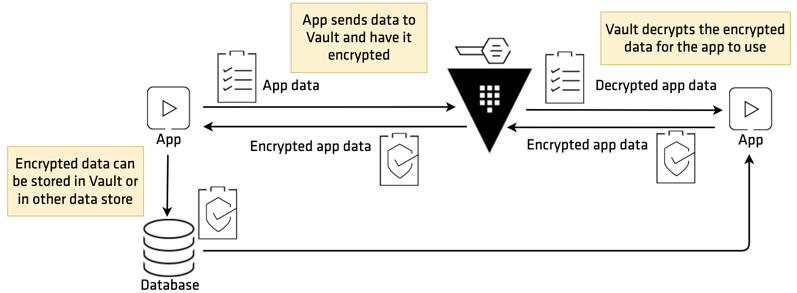 App sends data to
Vault and have it
encrypted
Vault decrypts the encrypted
data for the app to use
App data
Decrypted app data
App
Encrypted app data
Encrypted app data
App
Encrypted data can
be stored in Vault or
in other data store
Database